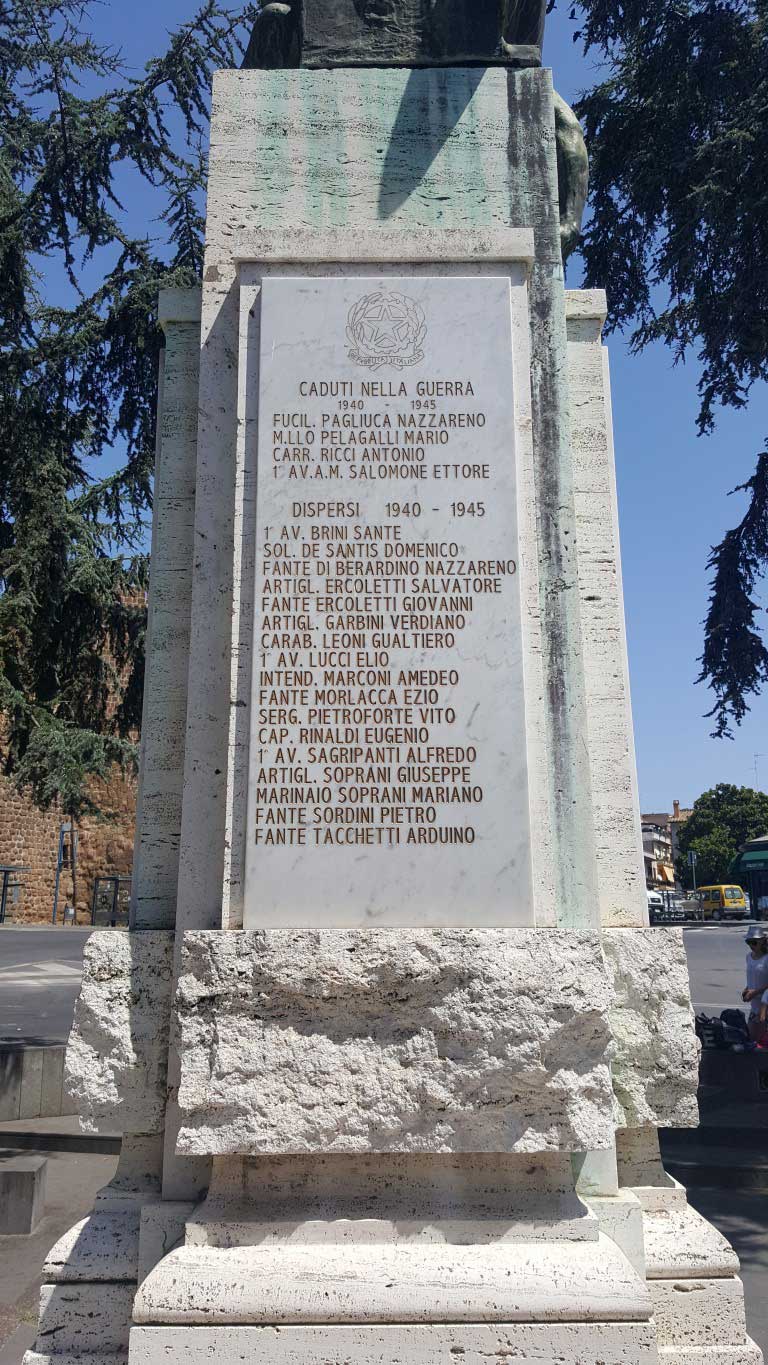 REPVBBLICA ITALIANA
CADUTI NELLA GUERRA
1940 - 1945
FUCIL. PAGLIUCA NAZZARENO
M.LLO PELAGALLI MARIO
CARR. RICCI ANTONIO
1° AV.A.M. SALOMONE ETTORE
DISPERSI 1940 - 1945
1° AV. BRINI SANTE
SOL. DE SANTIS DOMENICO
FANTE DI BERARDINO NAZZARENO
ARTIGL. ERCOLETTI SALVATORE
FANTE ERCOLETTI GIOVANNI
ARTIGL. GARBINI VERDIANO
CARAB. LEONI GUALTIERO
1° AV. LUCCI ELIO
INTEND. MARCONI AMEDEO
FANTE MORLACCA EZIO
SERG. PIETROFORTE VITO
CAP. RINALDI EUGENIO
1° AV. SAGRIPANTI ALFREDO
ARTIGL. SOPRANI GIUSEPPE
MARINAIO SOPRANI MARIANO
FANTE SORDINI PIETRO
FANTE TACCHETTI ARDUINO